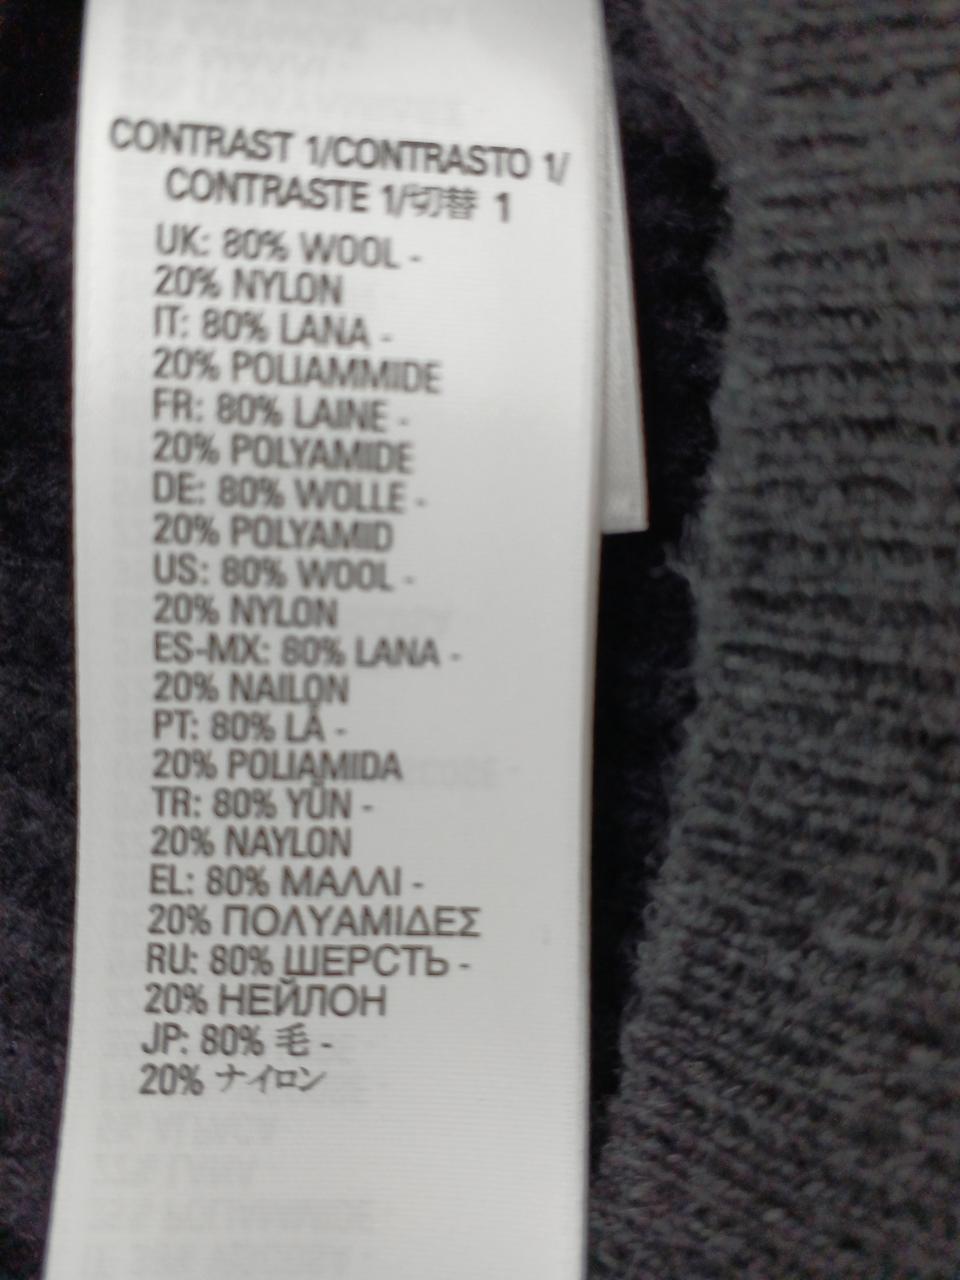 CONTRAST 1/CONTRASTO 1/
CONTRASTE 1/切替 1
UK: 80% WOOL -
20% NYLON
IT: 80% LANA -
20% POLIAMMIDE
FR: 80% LAINE -
20% POLYAMIDE
DE: 80% WOLLE -
20% POLYAMID
US: 80% WOOL -
20% NYLON
ES-MX: 80% LANA -
20% NAILON
PT: 80% LÃ -
20% POLIAMIDA
TR: 80% YÜN -
20% NAYLON
EL: 80% ΜΑΛΛΙ -
20% ΠΟΛΥΑΜΙΔΕΣ
RU: 80% ШЕРСТЬ -
20% НЕЙЛОН
JP: 80% 毛 -
20% ナイロン